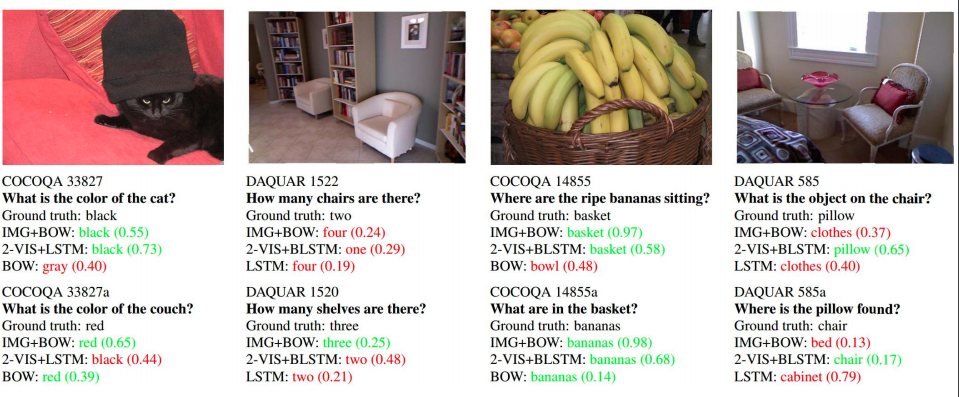 COCOQA 33827
What is the color of the cat?
Ground truth: black
IMG+BOW: black (0.55)
2-VIS+LSTM: black (0.73)
BOW: gray (0.40)
COCOQA 33827a
What is the color of the couch?
Ground truth: red
IMG+BOW: red (0.65)
2-VIS+LSTM: black (0.44)
BOW: red (0.39)
DAQUAR 1522
How many chairs are there?
Ground truth: two
IMG+BOW: four (0.24)
2-VIS+BLSTM: one (0.29)
LSTM: four (0.19)
DAQUAR 1520
How many shelves are there?
Ground truth: three
IMG+BOW: three (0.25)
2-VIS+BLSTM: two (0.48)
LSTM: two (0.21)
COCOQA 14855
Where are the ripe bananas sitting?
Ground truth: basket
IMG+BOW: basket (0.97)
2-VIS+BLSTM: basket (0.58)
BOW: bowl (0.48)
COCOQA 14855a
What are in the basket?
Ground truth: bananas
IMG+BOW: bananas (0.98)
2-VIS+BLSTM: bananas (0.68)
BOW: bananas (0.14)
DAQUAR 585
What is the object on the chair?
Ground truth: pillow
IMG+BOW: clothes (0.37)
2-VIS+BLSTM: pillow (0.65)
LSTM: clothes (0.40)
DAQUAR 585a
Where is the pillow found?
Ground truth: chair
IMG+BOW: bed (0.13)
2-VIS+BLSTM: chair (0.17)
LSTM: cabinet (0.79)